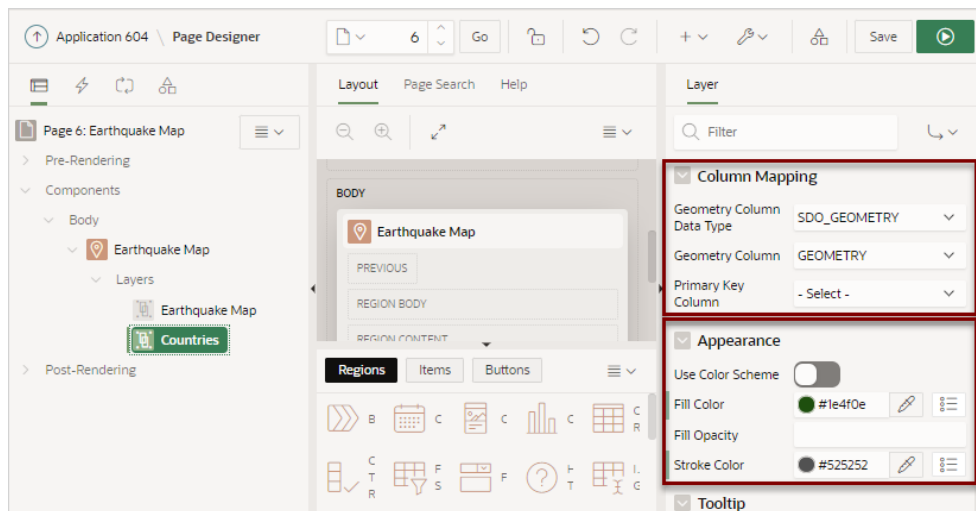 Application 604 \ Page Designer
6
Go
Save
Layout
Page Search
Help
Layer
Page 6: Earthquake Map
Filter
Pre-Rendering
Components
Body
Earthquake Map
Layers
Earthquake Map
Countries
Post-Rendering
BODY
Earthquake Map
PREVIOUS
REGION BODY
REGION CONTENT
Regions
Items
Buttons
B
C
C
C
C
R
C
T
R
F
S
F
H
T
I.
G
Column Mapping
Geometry Column
Data Type
SDO_GEOMETRY
Geometry Column
GEOMETRY
Primary Key
Column
- Select -
Appearance
Use Color Scheme
Fill Color
#1e4f0e
Fill Opacity
Stroke Color
#525252
Tooltip